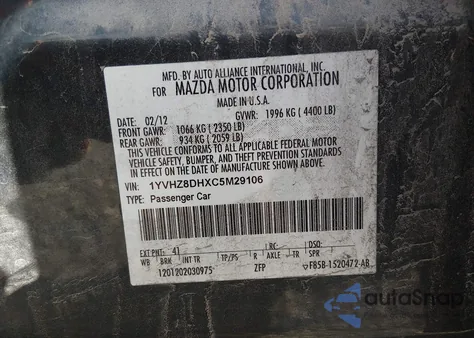 MFD. BY AUTO ALLIANCE INTERNATIONAL, INC.
FOR MAZDA MOTOR CORPORATION
MADE IN U.S.A.
02/12 GVWR: 1996 KG (4400 LB)
FRONT GAWR: 1066 KG (2350 LB)
REAR GAWR: 934 KG (2059 LB)
THIS VEHICLE CONFORMS TO ALL APPLICABLE FEDERAL MOTOR
VEHICLE SAFETY, BUMPER, AND THEFT PREVENTION STANDARDS IN
EFFECT ON THE DATE OF MANUFACTURE SHOWN ABOVE.
VIN: 1YVHZ8DHXC5M29106
TYPE: Passenger Car
EXT PNT: 41 RC: DSO:
WB BRK INT TR TP/PS R AXLE TR SPR
1201202030975 ZFP F85B-1520472-AB
autoSnap